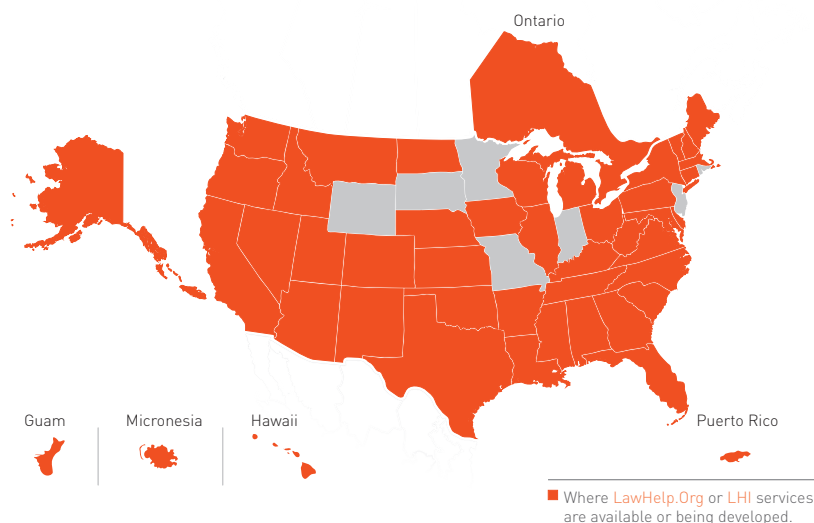 Ontario
Guam
Micronesia
Hawaii
Puerto Rico
Where LawHelp.Org or LHI services
are available or being developed.